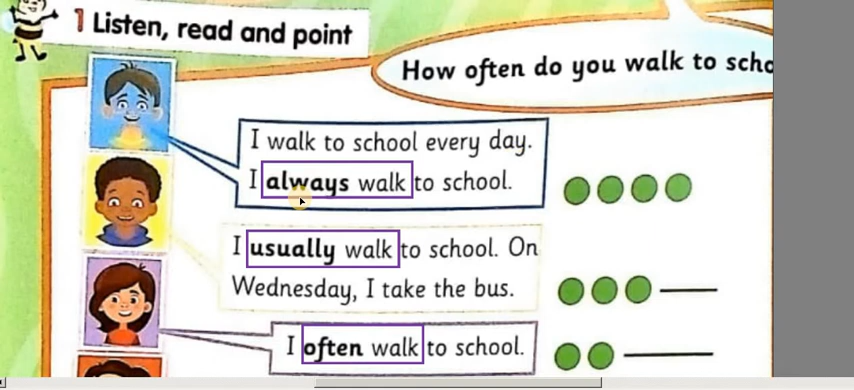 1 Listen, read and point
How often do you walk to
I walk to school every day.
I always walk to school.
I usually walk to school. On
Wednesday, I take the bus.
I often walk to school.